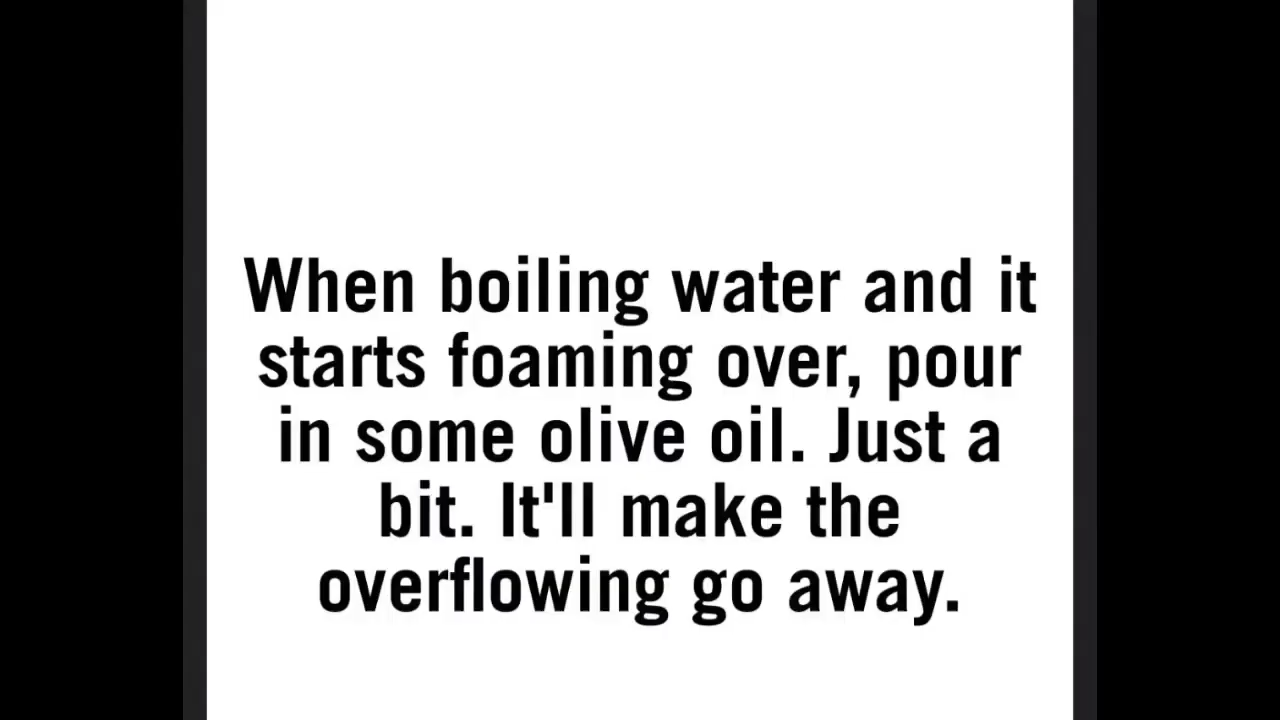 When boiling water and it
starts foaming over, pour
in some olive oil. Just a
bit. It'll make the
overflowing go away.